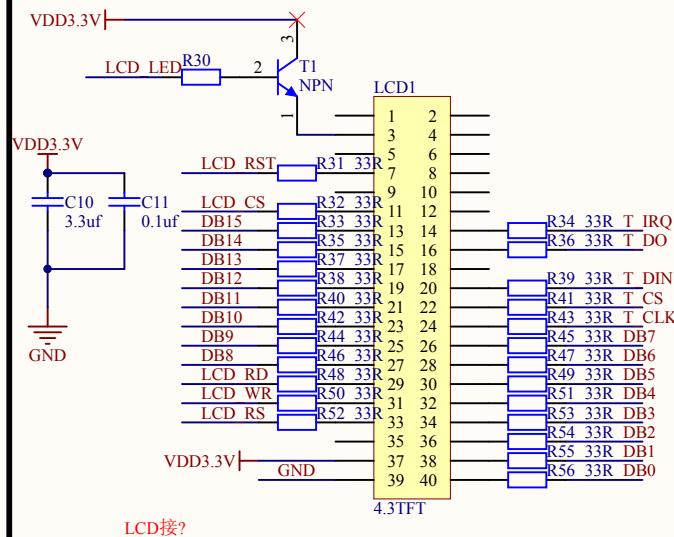 VDD3.3V
3
LCD_LED R30 2 T1
NPN
1
LCD1
1 2
3 4
5 6
VDD3.3V
LCD_RST R31 33R 7 8
9 10
C10 C11 LCD_CS R32 33R 11 12
3.3uf 0.1uf DB15 R33 33R 13 14 R34 33R T_IRQ
DB14 R35 33R 15 16 R36 33R T_DO
DB13 R37 33R 17 18
DB12 R38 33R 19 20 R39 33R T_DIN
DB11 R40 33R 21 22 R41 33R T_CS
DB10 R42 33R 23 24 R43 33R T_CLK
GND DB9 R44 33R 25 26 R45 33R DB7
DB8 R46 33R 27 28 R47 33R DB6
LCD_RD R48 33R 29 30 R49 33R DB5
LCD_WR R50 33R 31 32 R51 33R DB4
LCD_RS R52 33R 33 34 R53 33R DB3
35 36 R54 33R DB2
VDD3.3V 37 38 R55 33R DB1
GND 39 40 R56 33R DB0
4.3TFT
LCD接?